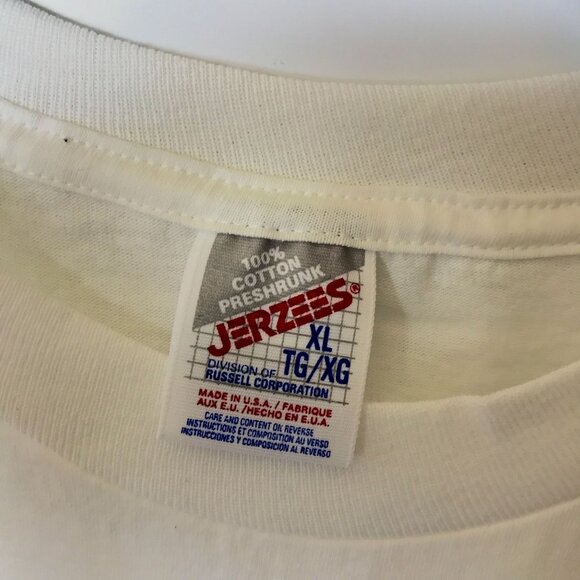 100%
COTTON
PRESHRUNK
JERZEES®
XL
TG/XG
DIVISION OF
RUSSELL CORPORATION
MADE IN U.S.A. / FABRIQUE
AUX E.U. /HECHO EN E.U.A.
CARE AND CONTENT ON REVERSE
INSTRUCTIONS ET COMPOSITION AU VERSO
INSTRUCCIONES Y COMPOSICIÓN AL REVERSO